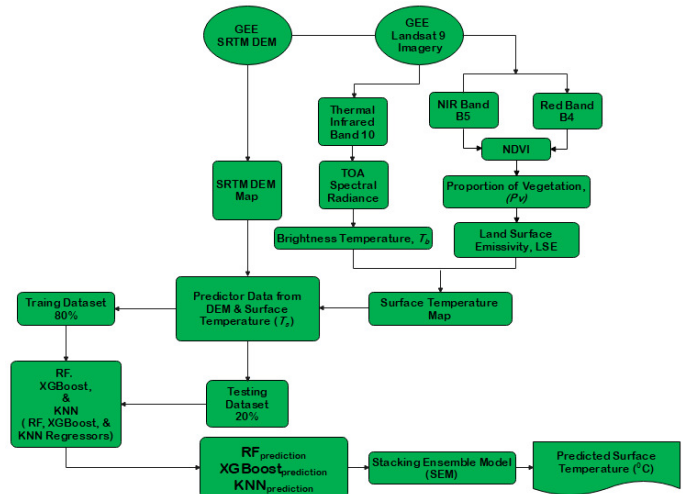 GEE
SRTM DEM
GEE
Landsat 9
Imagery
Thermal
Infrared
Band 10
NIR Band
B5
Red Band
B4
NDVI
SRTM DEM
Map
TOA
Spectral
Radiance
Proportion of Vegetation,
(Pv)
Brightness Temperature, Tb
Land Surface
Emissivity, LSE
Traing Dataset
80%
Predictor Data from
DEM & Surface
Temperature (Ts)
Surface Temperature
Map
RF.
XGBoost,
&
KNN
( RF, XGBoost, &
KNN Regressors)
Testing
Dataset
20%
RFprediction
XGBoostprediction
KNNprediction
Stacking Ensemble Model
(SEM)
Predicted Surface
Temperature (⁰C)